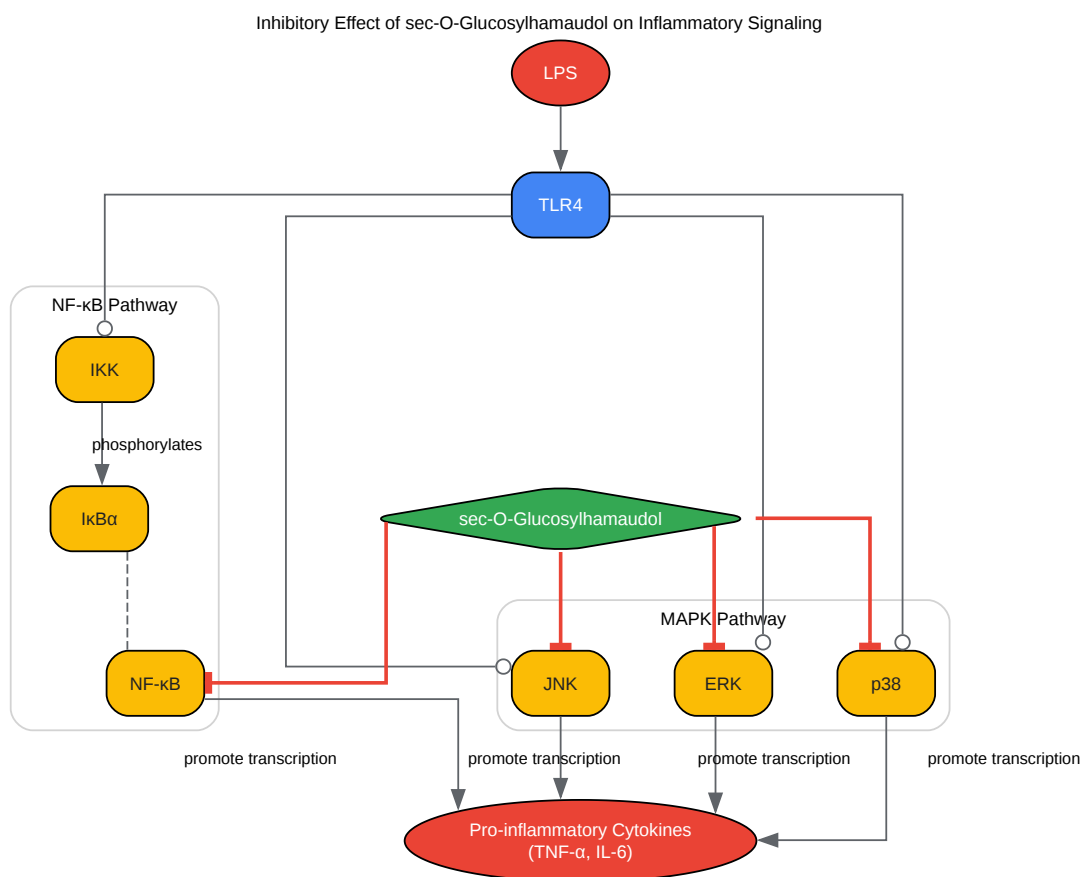 Inhibitory Effect of sec-O-Glucosylhamaudol on Inflammatory Signaling
LPS
TLR4
NF-κB Pathway
IKK
phosphorylates
IκBα
sec-O-Glucosylhamaudol
MAPK Pathway
NF-κB
JNK
ERK
p38
promote transcription
promote transcription
promote transcription
promote transcription
Pro-inflammatory Cytokines
(TNF-α, IL-6)